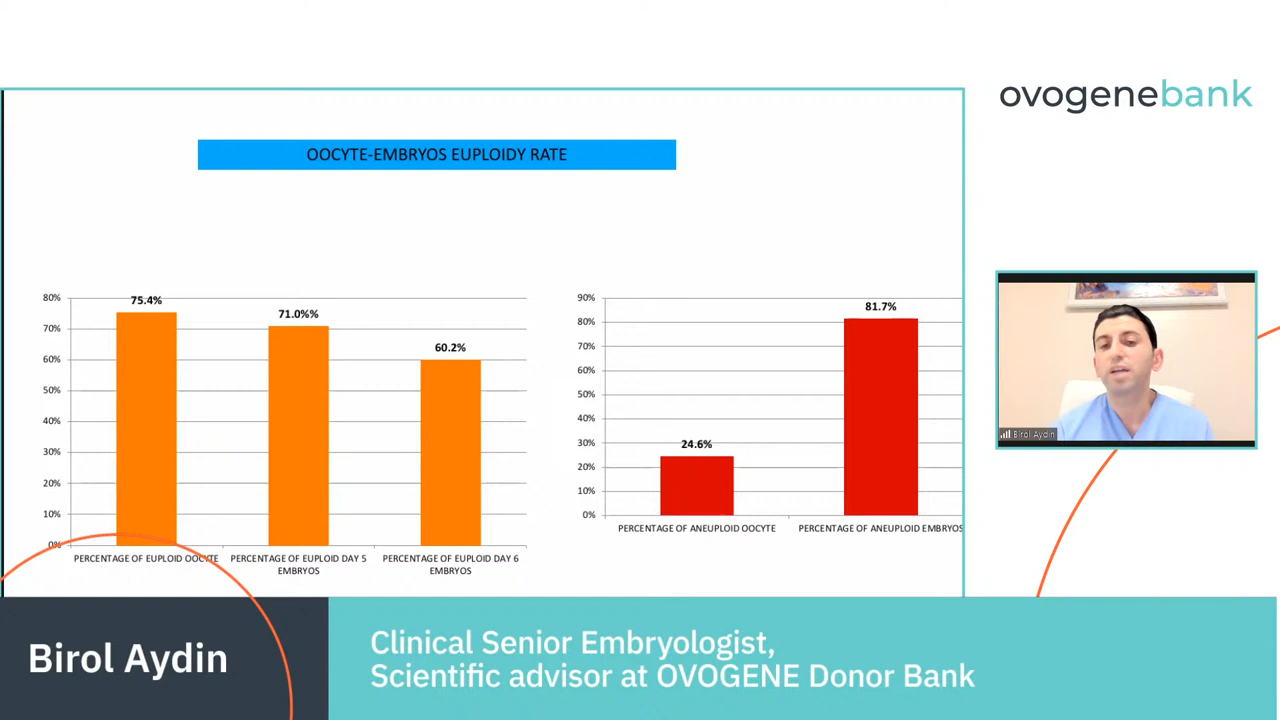 ovogenebank
OOCYTE-EMBRYOS EUPLOIDY RATE
80%
70%
60%
50%
40%
30%
20%
10%
0%
75.4%
71.0%%
60.2%
PERCENTAGE OF EUPLOID OOCYTE
PERCENTAGE OF EUPLOID DAY 5
EMBRYOS
PERCENTAGE OF EUPLOID DAY 6
EMBRYOS
90%
80%
70%
60%
50%
40%
30%
20%
10%
0%
24.6%
81.7%
PERCENTAGE OF ANEUPLOID OOCYTE
PERCENTAGE OF ANEUPLOID EMBRYOS
Birol Aydin
Birol Aydin
Clinical Senior Embryologist,
Scientific advisor at OVOGENE Donor Bank